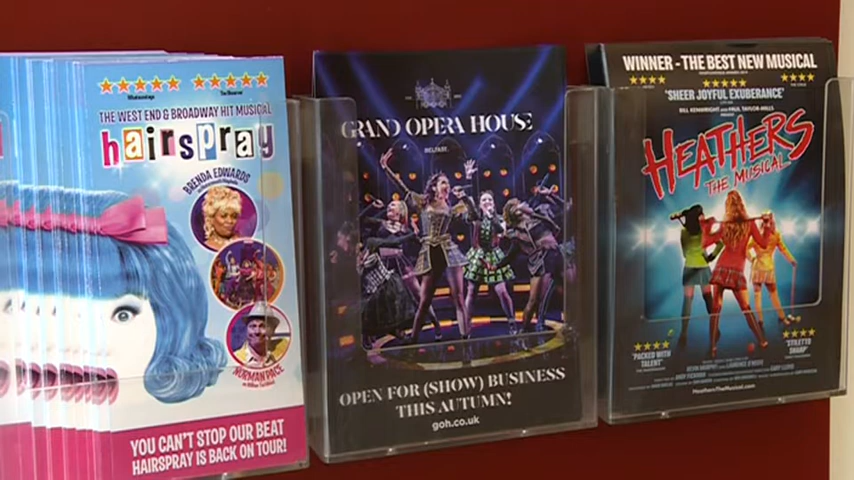 THE WEST END & BROADWAY HIT MUSICAL
hairspray
BRENDA EDWARDS
NORMAN PACE
YOU CAN'T STOP OUR BEAT
HAIRSPRAY IS BACK ON TOUR!
GRAND OPERA HOUSE
BELFAST
OPEN FOR (SHOW) BUSINESS
THIS AUTUMN!
goh.co.uk
WINNER - THE BEST NEW MUSICAL
'SHEER JOYFUL EXUBERANCE'
BILL KENWRIGHT AND PAUL TAYLOR-MILLS
HEATHERS
THE MUSICAL
'PACKED WITH
TALENT'
'STILETTO
SHARP'
HeathersTheMusical.com